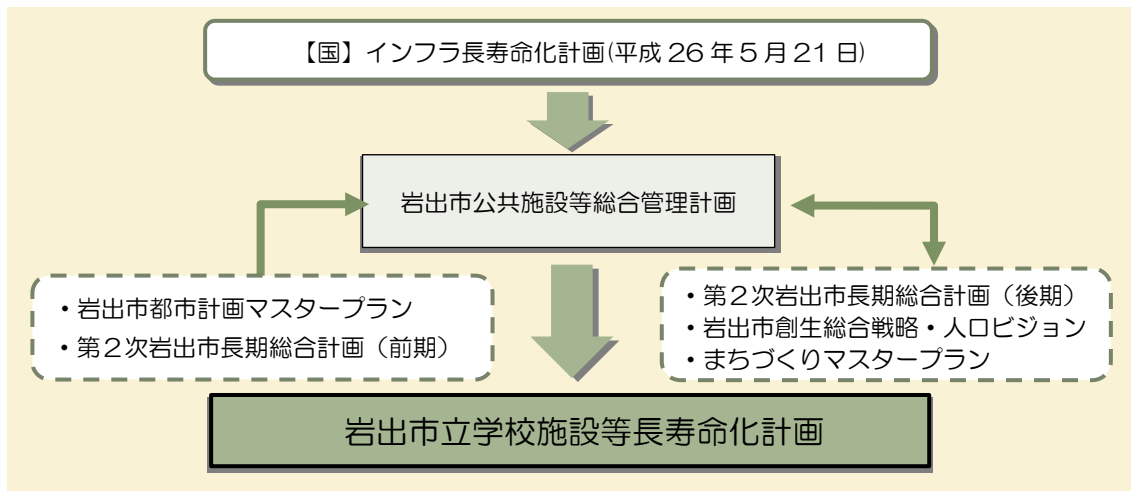 【国】インフラ長寿命化計画(平成 26 年 5 月 21 日)
岩出市公共施設等総合管理計画
・岩出市都市計画マスタープラン
・第２次岩出市長期総合計画（前期）
・第２次岩出市長期総合計画（後期）
・岩出市創生総合戦略・人口ビジョン
・まちづくりマスタープラン
岩出市立学校施設等長寿命化計画